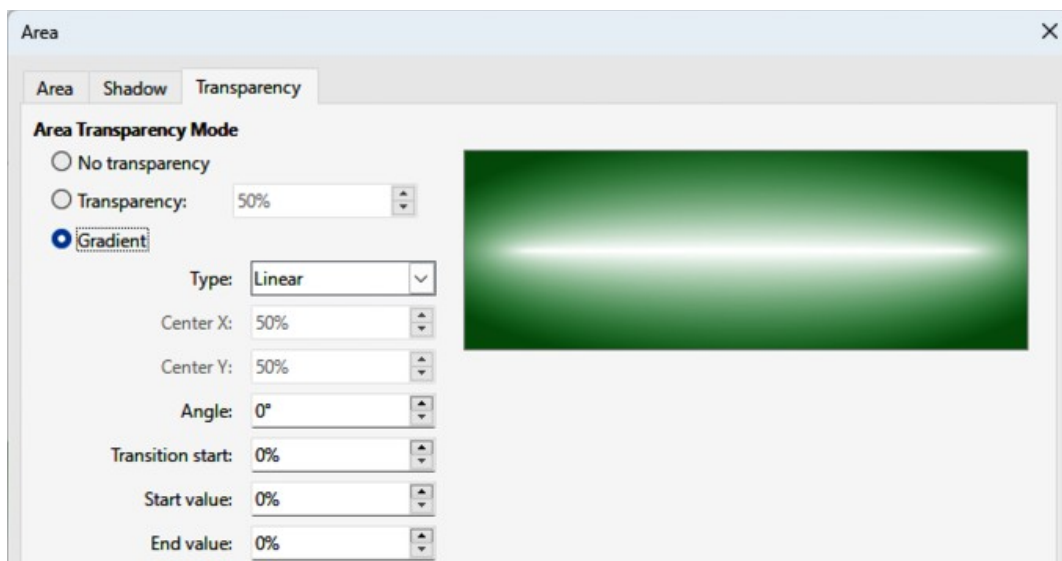 Area
Area Shadow Transparency
Area Transparency Mode
No transparency
Transparency: 50%
Gradient
Type: Linear
Center X: 50%
Center Y: 50%
Angle: 0°
Transition start: 0%
Start value: 0%
End value: 0%